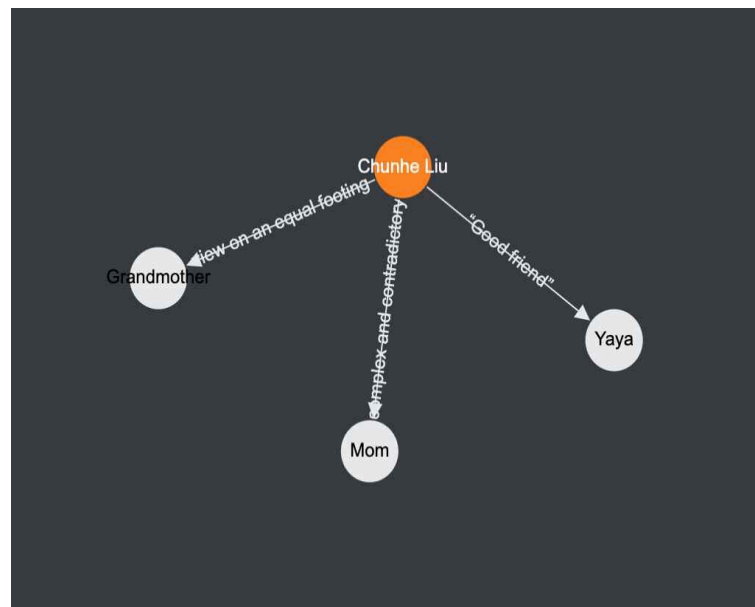 Chunhe Liu
iew on an equal footing
Grandmother
complex and contradictory
"Good friend"
Yaya
Mom